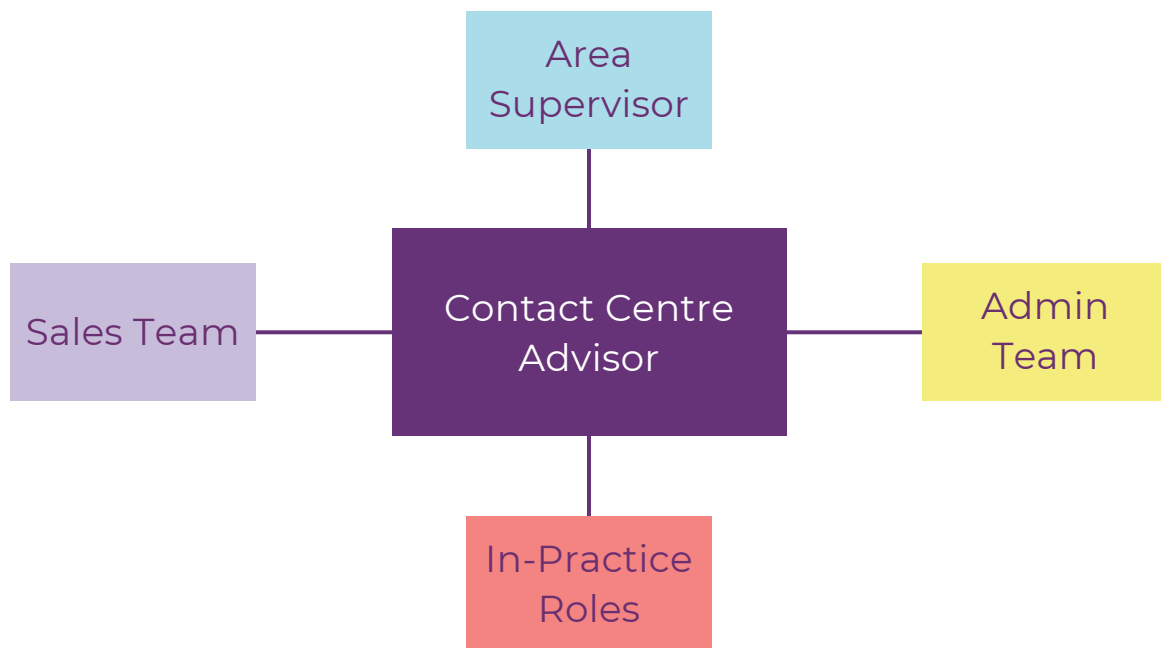 Area
Supervisor
Sales Team
Contact Centre
Advisor
Admin
Team
In-Practice
Roles